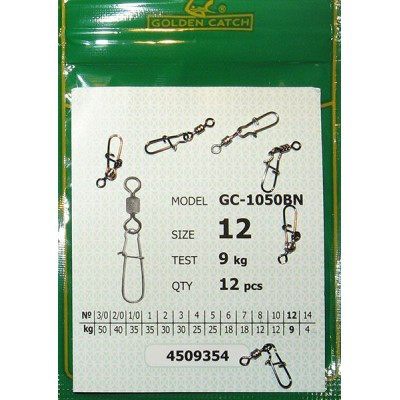 GOLDEN CATCH
MODEL GC-1050BN
SIZE 12
TEST 9 kg
QTY 12 pcs
№ 3/0 2/0 1/0 1 2 3 4 5 6 7 8 10 12 14
kg 50 40 35 35 30 30 30 25 25 18 18 12 12 9 4
4509354